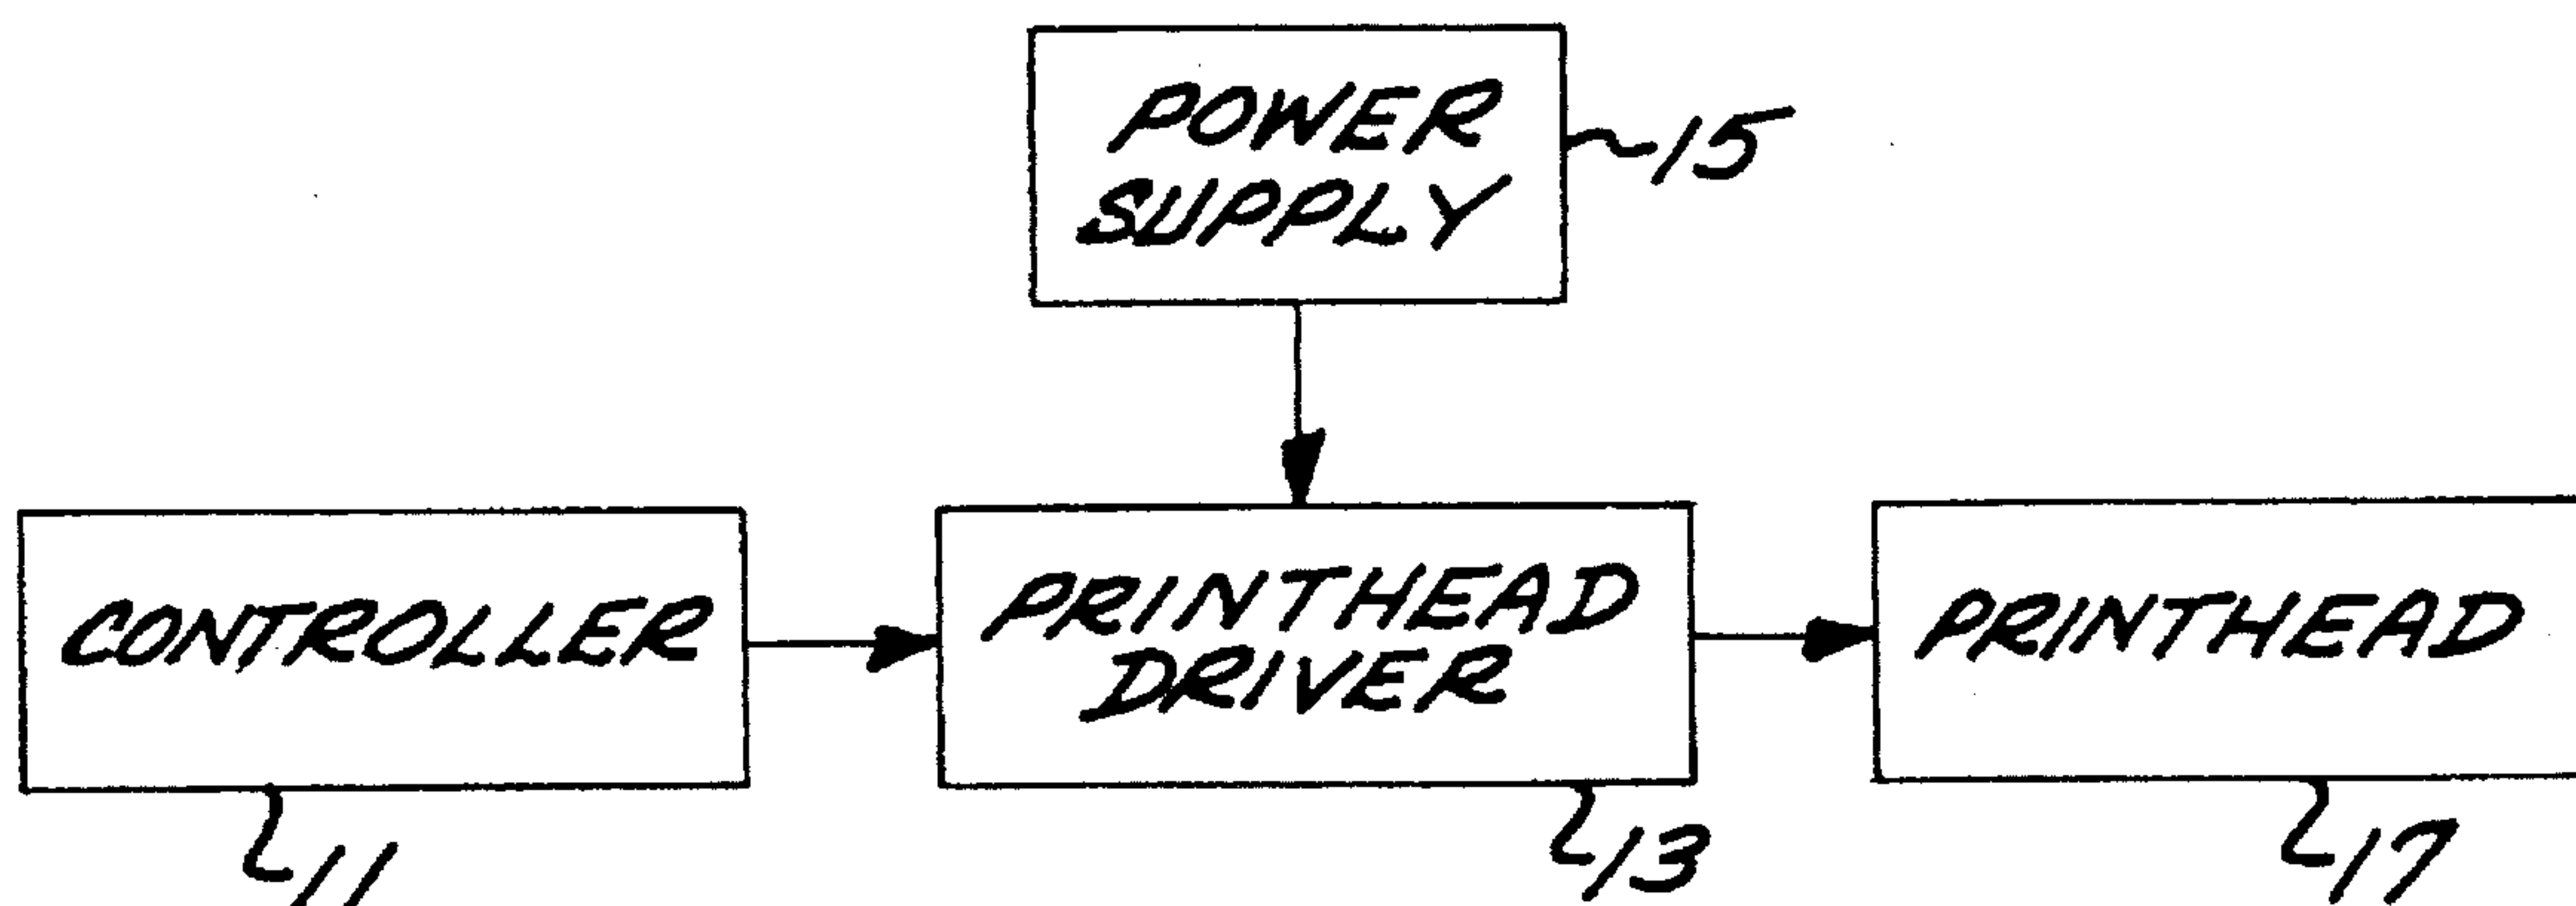 POWER
SUPPLY
15
CONTROLLER
PRINTHEAD
DRIVER
PRINTHEAD
11
13
17